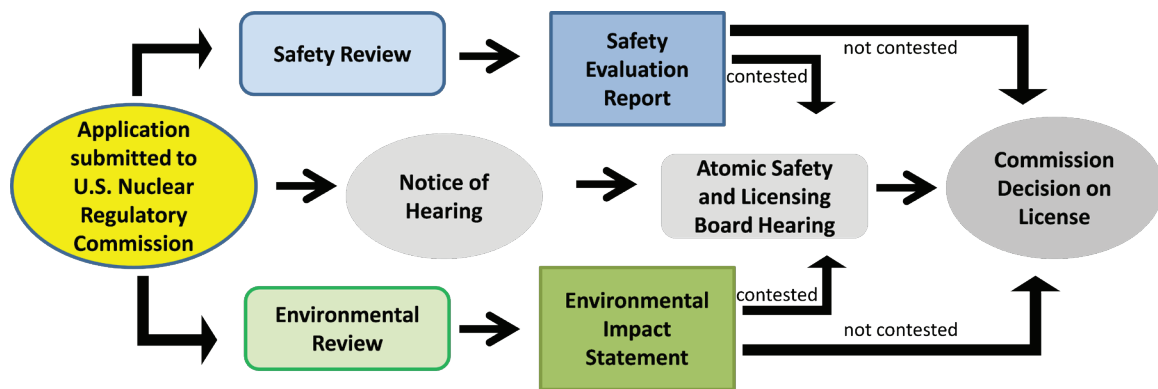 Safety Review
Safety
Evaluation
Report
not contested
contested
Application
submitted to
U.S. Nuclear
Regulatory
Commission
Notice of
Hearing
Atomic Safety
and Licensing
Board Hearing
Commission
Decision on
License
Environmental
Review
Environmental
Impact
Statement
contested
not contested